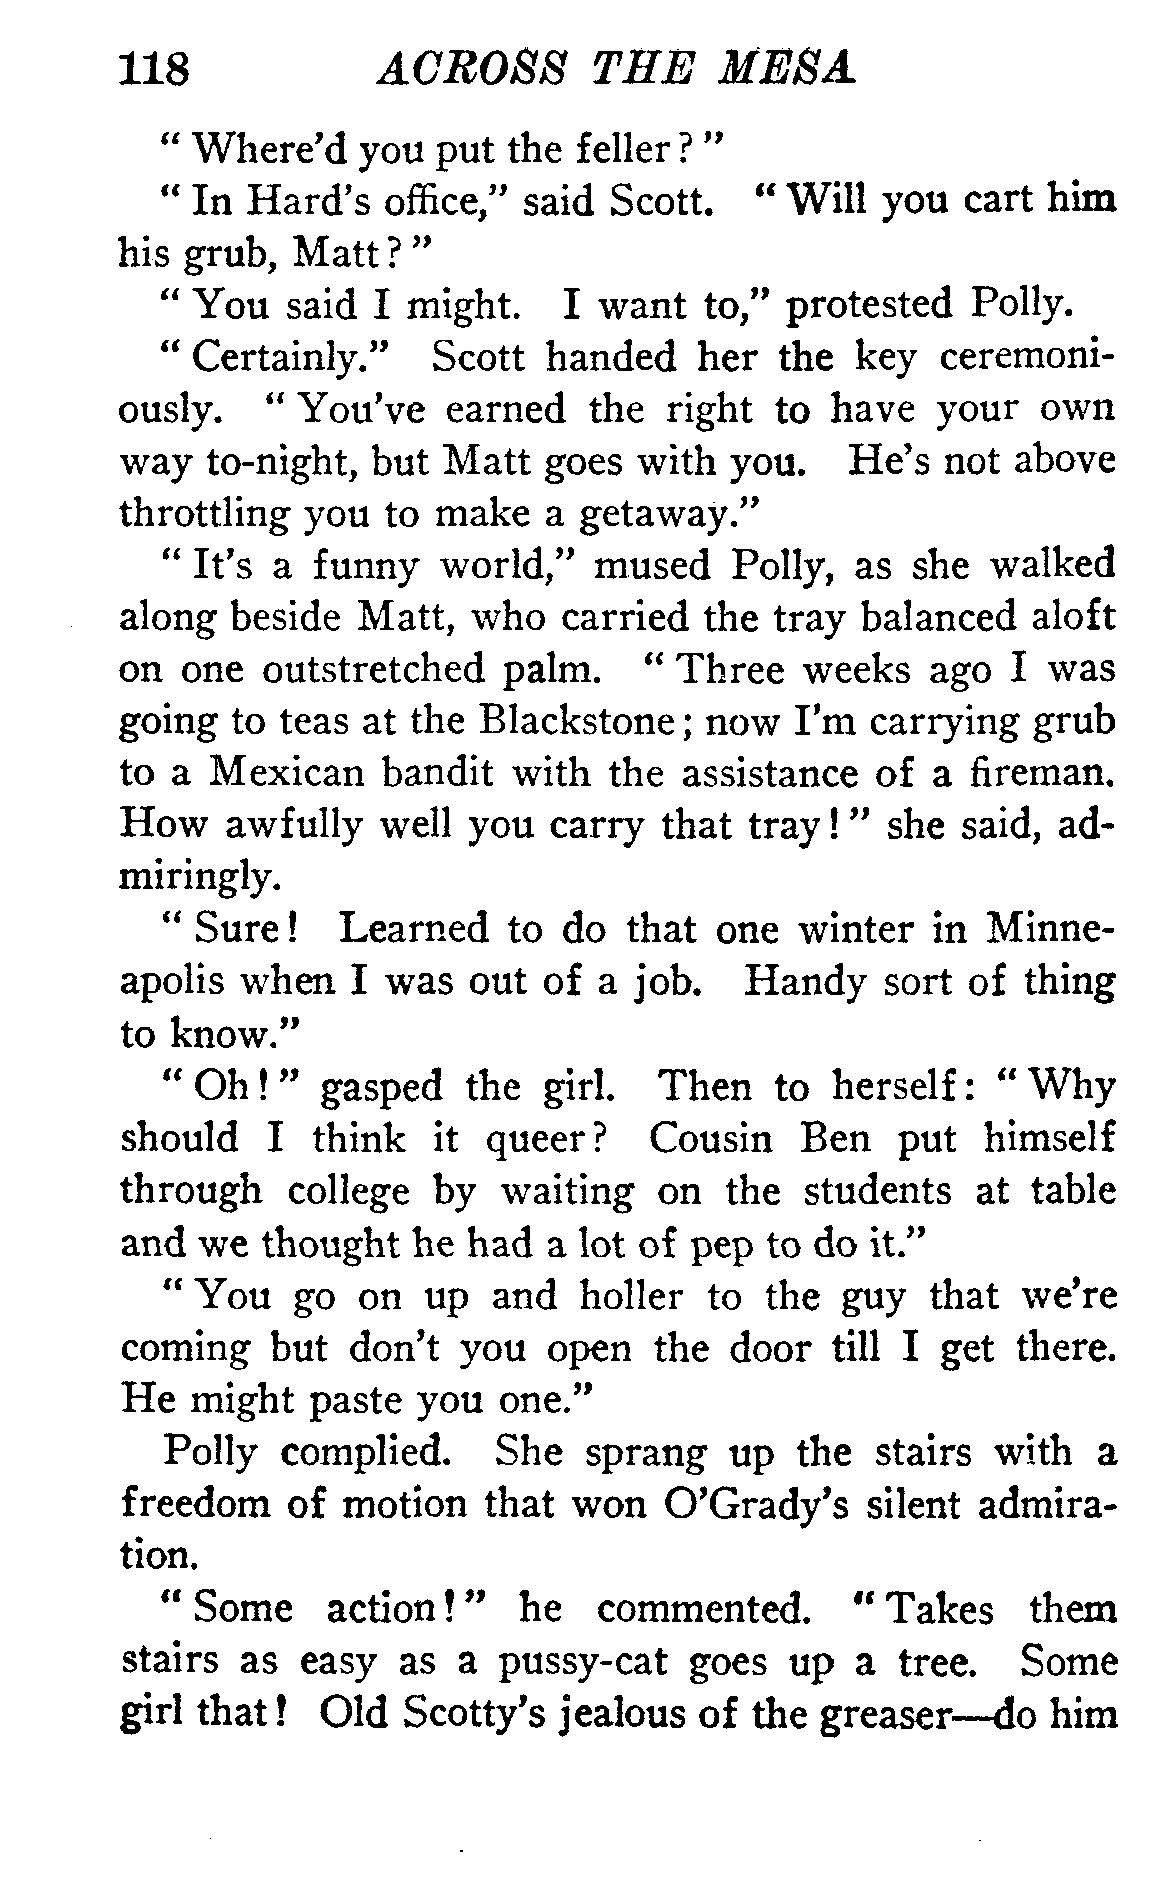 118 ACROSS THE MESA
" Where'd you put the feller? "
" In Hard's office," said Scott. " Will you cart him
his grub, Matt? "
" You said I might. I want to," protested Polly.
" Certainly." Scott handed her the key ceremoni-
ously. " You've earned the right to have your own
way to-night, but Matt goes with you. He's not above
throttling you to make a getaway."
" It's a funny world," mused Polly, as she walked
along beside Matt, who carried the tray balanced aloft
on one outstretched palm. " Three weeks ago I was
going to teas at the Blackstone; now I'm carrying grub
to a Mexican bandit with the assistance of a fireman.
How awfully well you carry that tray! " she said, ad-
miringly.
" Sure! Learned to do that one winter in Minne-
apolis when I was out of a job. Handy sort of thing
to know."
" Oh! " gasped the girl. Then to herself: " Why
should I think it queer? Cousin Ben put himself
through college by waiting on the students at table
and we thought he had a lot of pep to do it."
" You go on up and holler to the guy that we're
coming but don't you open the door till I get there.
He might paste you one."
Polly complied. She sprang up the stairs with a
freedom of motion that won O'Grady's silent admira-
tion.
" Some action! " he commented. " Takes them
stairs as easy as a pussy-cat goes up a tree. Some
girl that! Old Scotty's jealous of the greaser—do him